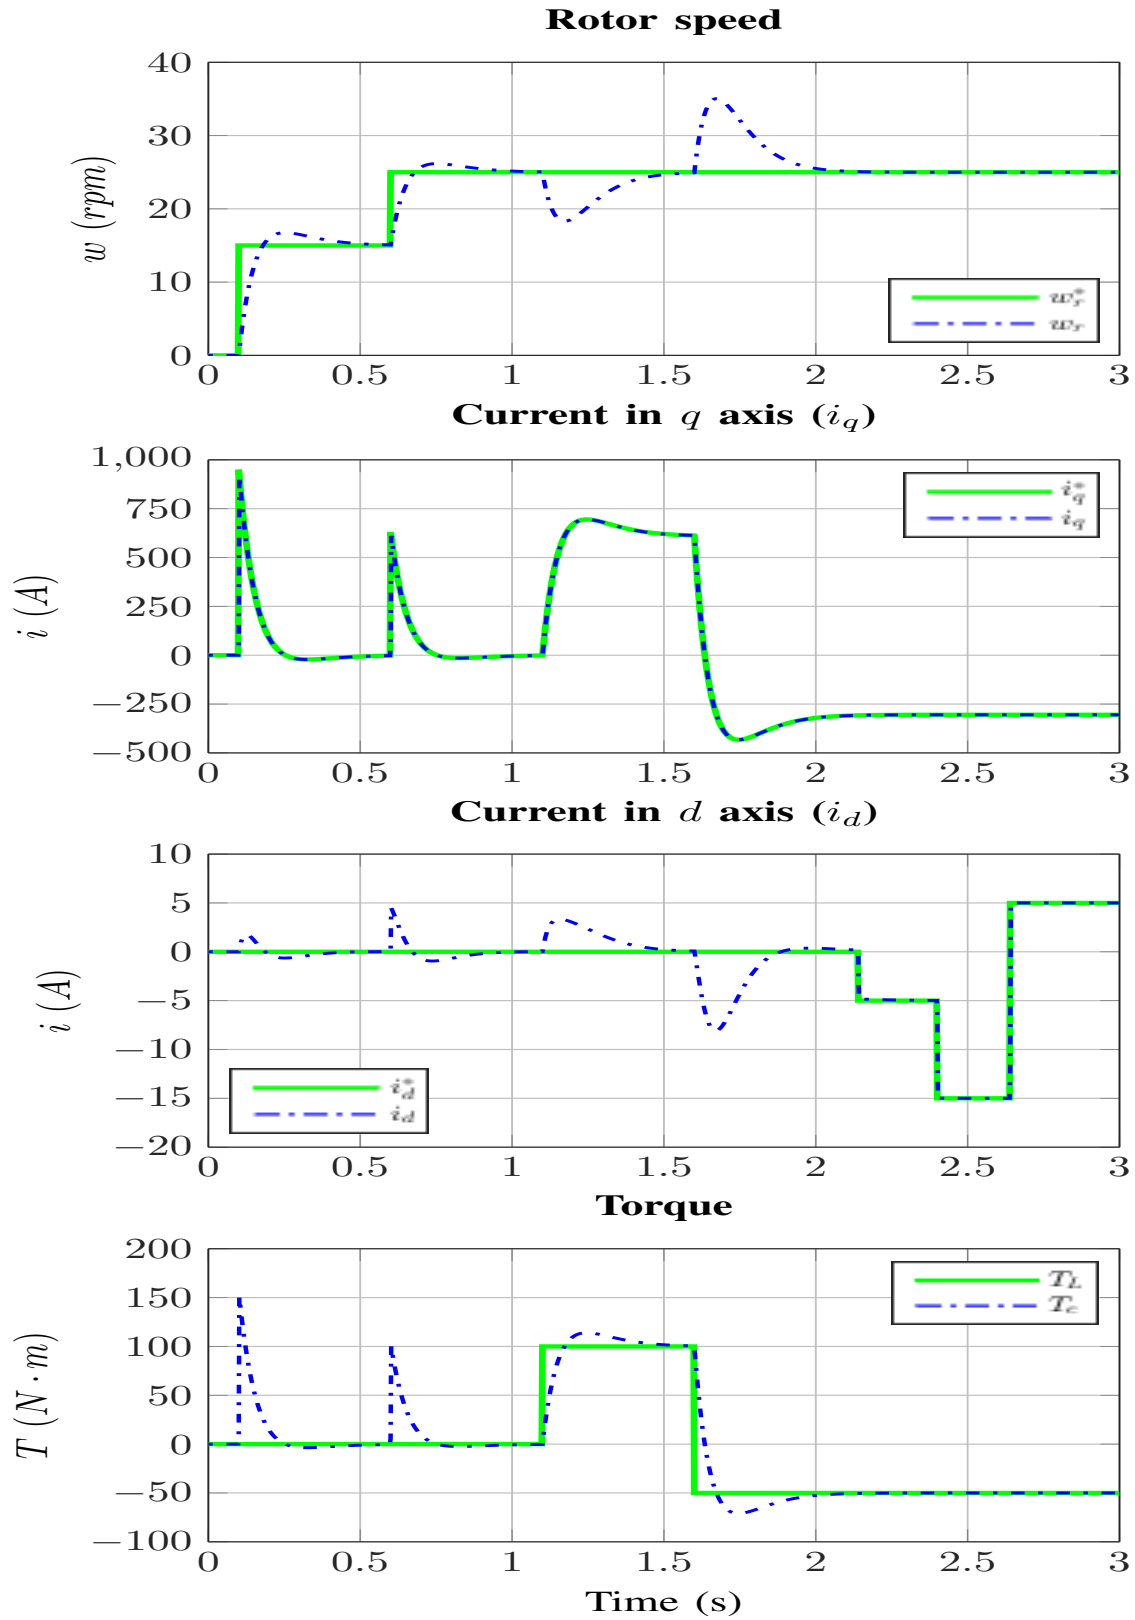 Rotor speed
40
30
20
10
0
w (rpm)
w*r
wr
0 0.5 1 1.5 2 2.5 3
Current in q axis (iq)
1,000
750
500
250
0
−250
−500
i (A)
i*q
iq
0 0.5 1 1.5 2 2.5 3
Current in d axis (id)
10
5
0
−5
−10
−15
−20
i (A)
i*d
id
0 0.5 1 1.5 2 2.5 3
Torque
200
150
100
50
0
−50
−100
T (N·m)
TL
Te
0 0.5 1 1.5 2 2.5 3
Time (s)